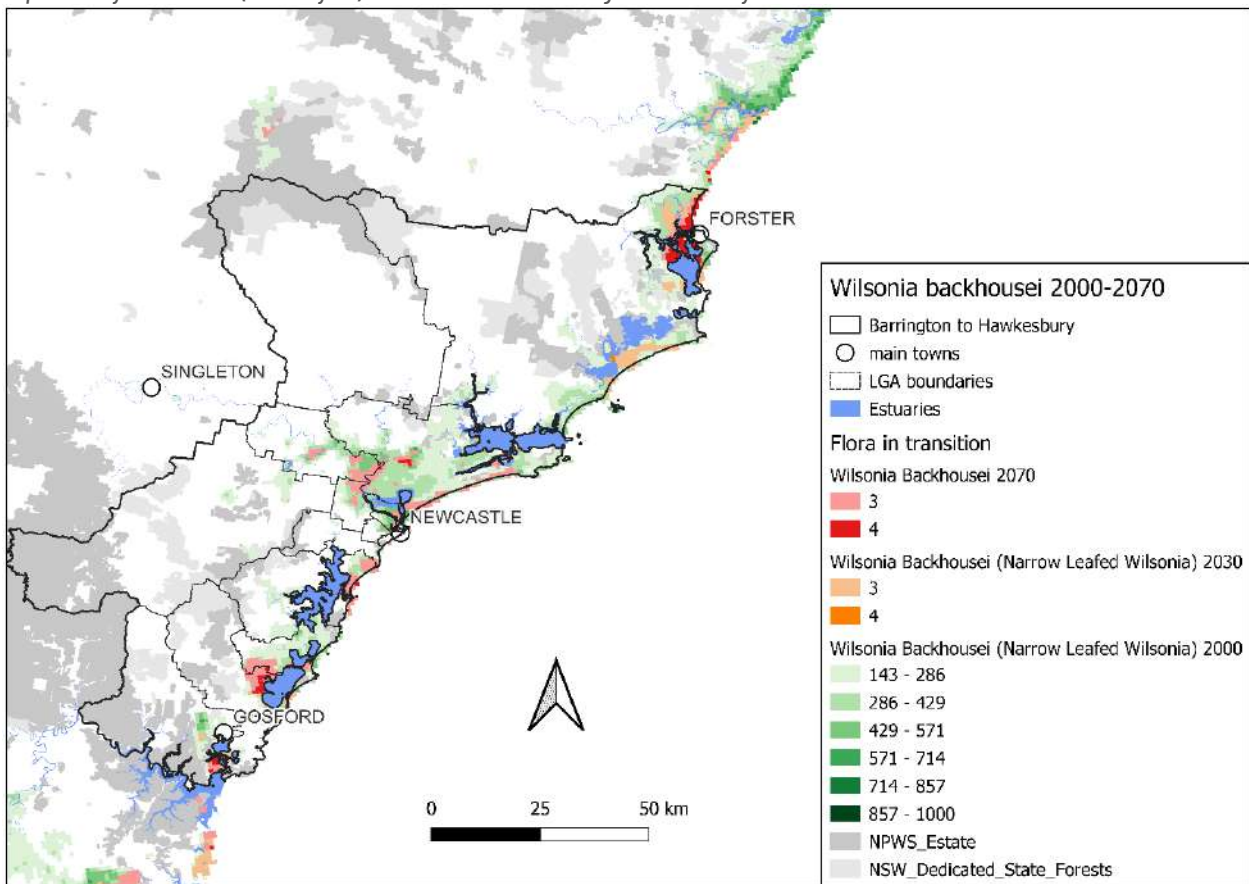 FORSTER
SINGLETON
NEWCASTLE
GOSFORD
0 25 50 km
Wilsonia backhousei 2000-2070
Barrington to Hawkesbury
main towns
LGA boundaries
Estuaries
Flora in transition
Wilsonia Backhousei 2070
3
4
Wilsonia Backhousei (Narrow Leafed Wilsonia) 2030
3
4
Wilsonia Backhousei (Narrow Leafed Wilsonia) 2000
143 - 286
286 - 429
429 - 571
571 - 714
714 - 857
857 - 1000
NPWS_Estate
NSW_Dedicated_State_Forests